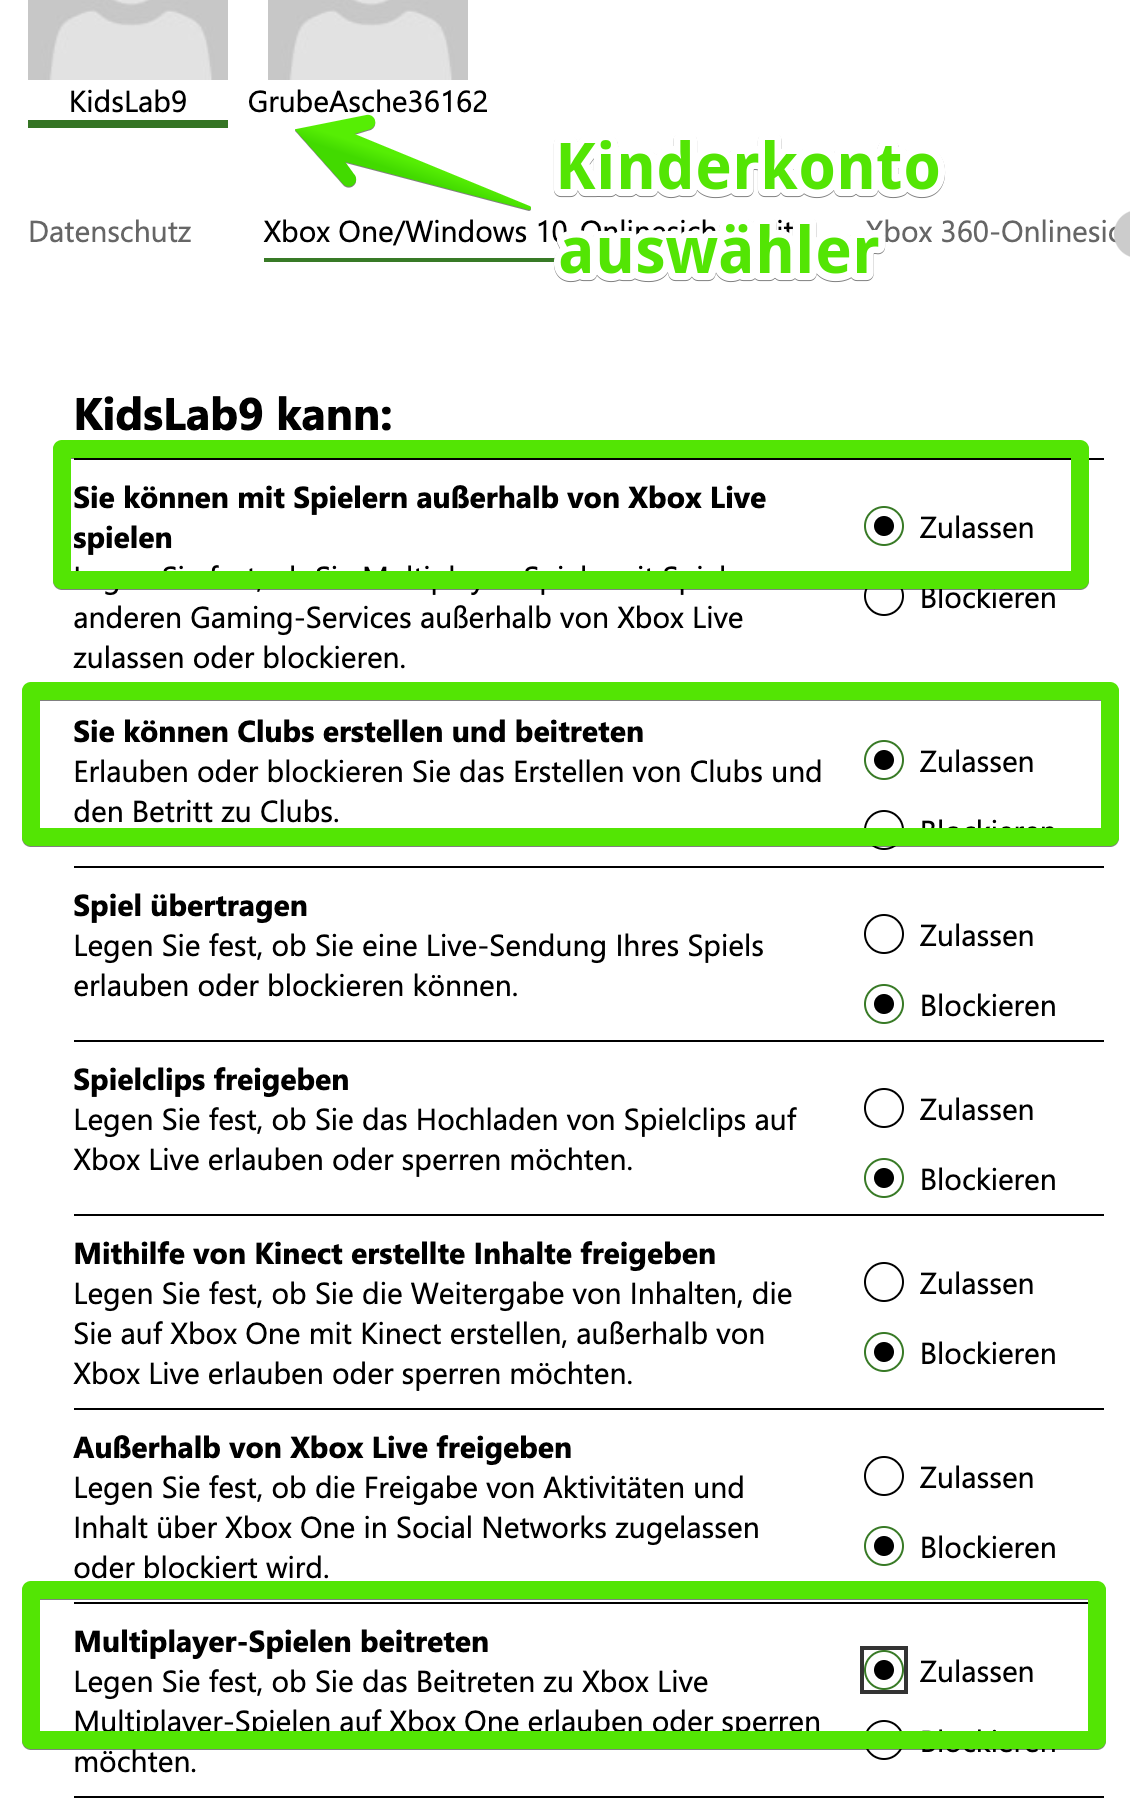 KidsLab9
GrubeAsche36162
Kinderkonto
auswähler
Datenschutz
Xbox One/Windows 10
Xbox 360-Onlinesic
KidsLab9 kann:
Sie können mit Spielern außerhalb von Xbox Live
spielen
Zulassen
Blockieren
anderen Gaming-Services außerhalb von Xbox Live
zulassen oder blockieren.
Sie können Clubs erstellen und beitreten
Erlauben oder blockieren Sie das Erstellen von Clubs und
den Betritt zu Clubs.
Zulassen
Blockieren
Spiel übertragen
Legen Sie fest, ob Sie eine Live-Sendung Ihres Spiels
erlauben oder blockieren können.
Zulassen
Blockieren
Spielclips freigeben
Legen Sie fest, ob Sie das Hochladen von Spielclips auf
Xbox Live erlauben oder sperren möchten.
Zulassen
Blockieren
Mithilfe von Kinect erstellte Inhalte freigeben
Legen Sie fest, ob Sie die Weitergabe von Inhalten, die
Sie auf Xbox One mit Kinect erstellen, außerhalb von
Xbox Live erlauben oder sperren möchten.
Zulassen
Blockieren
Außerhalb von Xbox Live freigeben
Legen Sie fest, ob die Freigabe von Aktivitäten und
Inhalt über Xbox One in Social Networks zugelassen
oder blockiert wird.
Zulassen
Blockieren
Multiplayer-Spielen beitreten
Legen Sie fest, ob Sie das Beitreten zu Xbox Live
Multiplayer-Spielen auf Xbox One erlauben oder sperren
möchten.
Zulassen
Blockieren